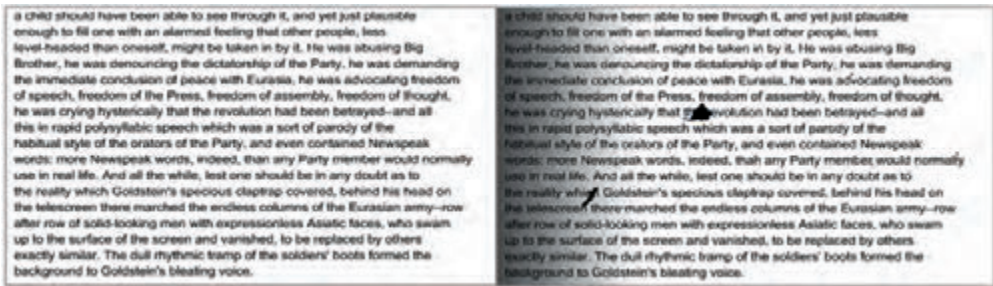 a child should have been able to see through it, and yet just plausible
enough to fill one with an alarmed feeling that other people, less
level-headed than oneself, might be taken in by it. He was abusing Big
Brother, he was denouncing the dictatorship of the Party, he was demanding
the immediate conclusion of peace with Eurasia, he was advocating freedom
of speech, freedom of the Press, freedom of assembly, freedom of thought,
he was crying hysterically that the revolution had been betrayed--and all
this in rapid polysyllabic speech which was a sort of parody of the
habitual style of the orators of the Party, and even contained Newspeak
words: more Newspeak words, indeed, than any Party member would normally
use in real life. And all the while, lest one should be in any doubt as to
the reality which Goldstein's specious claptrap covered, behind his head on
the telescreen there marched the endless columns of the Eurasian army--row
after row of solid-looking men with expressionless Asiatic faces, who swam
up to the surface of the screen and vanished, to be replaced by others
exactly similar. The dull rhythmic tramp of the soldiers' boots formed the
background to Goldstein's bleating voice.
a child should have been able to see through it, and yet just plausible
enough to fill one with an alarmed feeling that other people, less
level-headed than oneself, might be taken in by it. He was abusing Big
Brother, he was denouncing the dictatorship of the Party, he was demanding
the immediate conclusion of peace with Eurasia, he was advocating freedom
of speech, freedom of the Press, freedom of assembly, freedom of thought,
he was crying hysterically that revolution had been betrayed--and all
this in rapid polysyllabic speech which was a sort of parody of the
habitual style of the orators of the Party, and even contained Newspeak
words: more Newspeak words, indeed, than any Party member would normally
use in real life. And all the while, lest one should be in any doubt as to
the reality which Goldstein's specious claptrap covered, behind his head on
the telescreen there marched the endless columns of the Eurasian army--row
after row of solid-looking men with expressionless Asiatic faces, who swam
up to the surface of the screen and vanished, to be replaced by others
exactly similar. The dull rhythmic tramp of the soldiers' boots formed the
background to Goldstein's bleating voice.